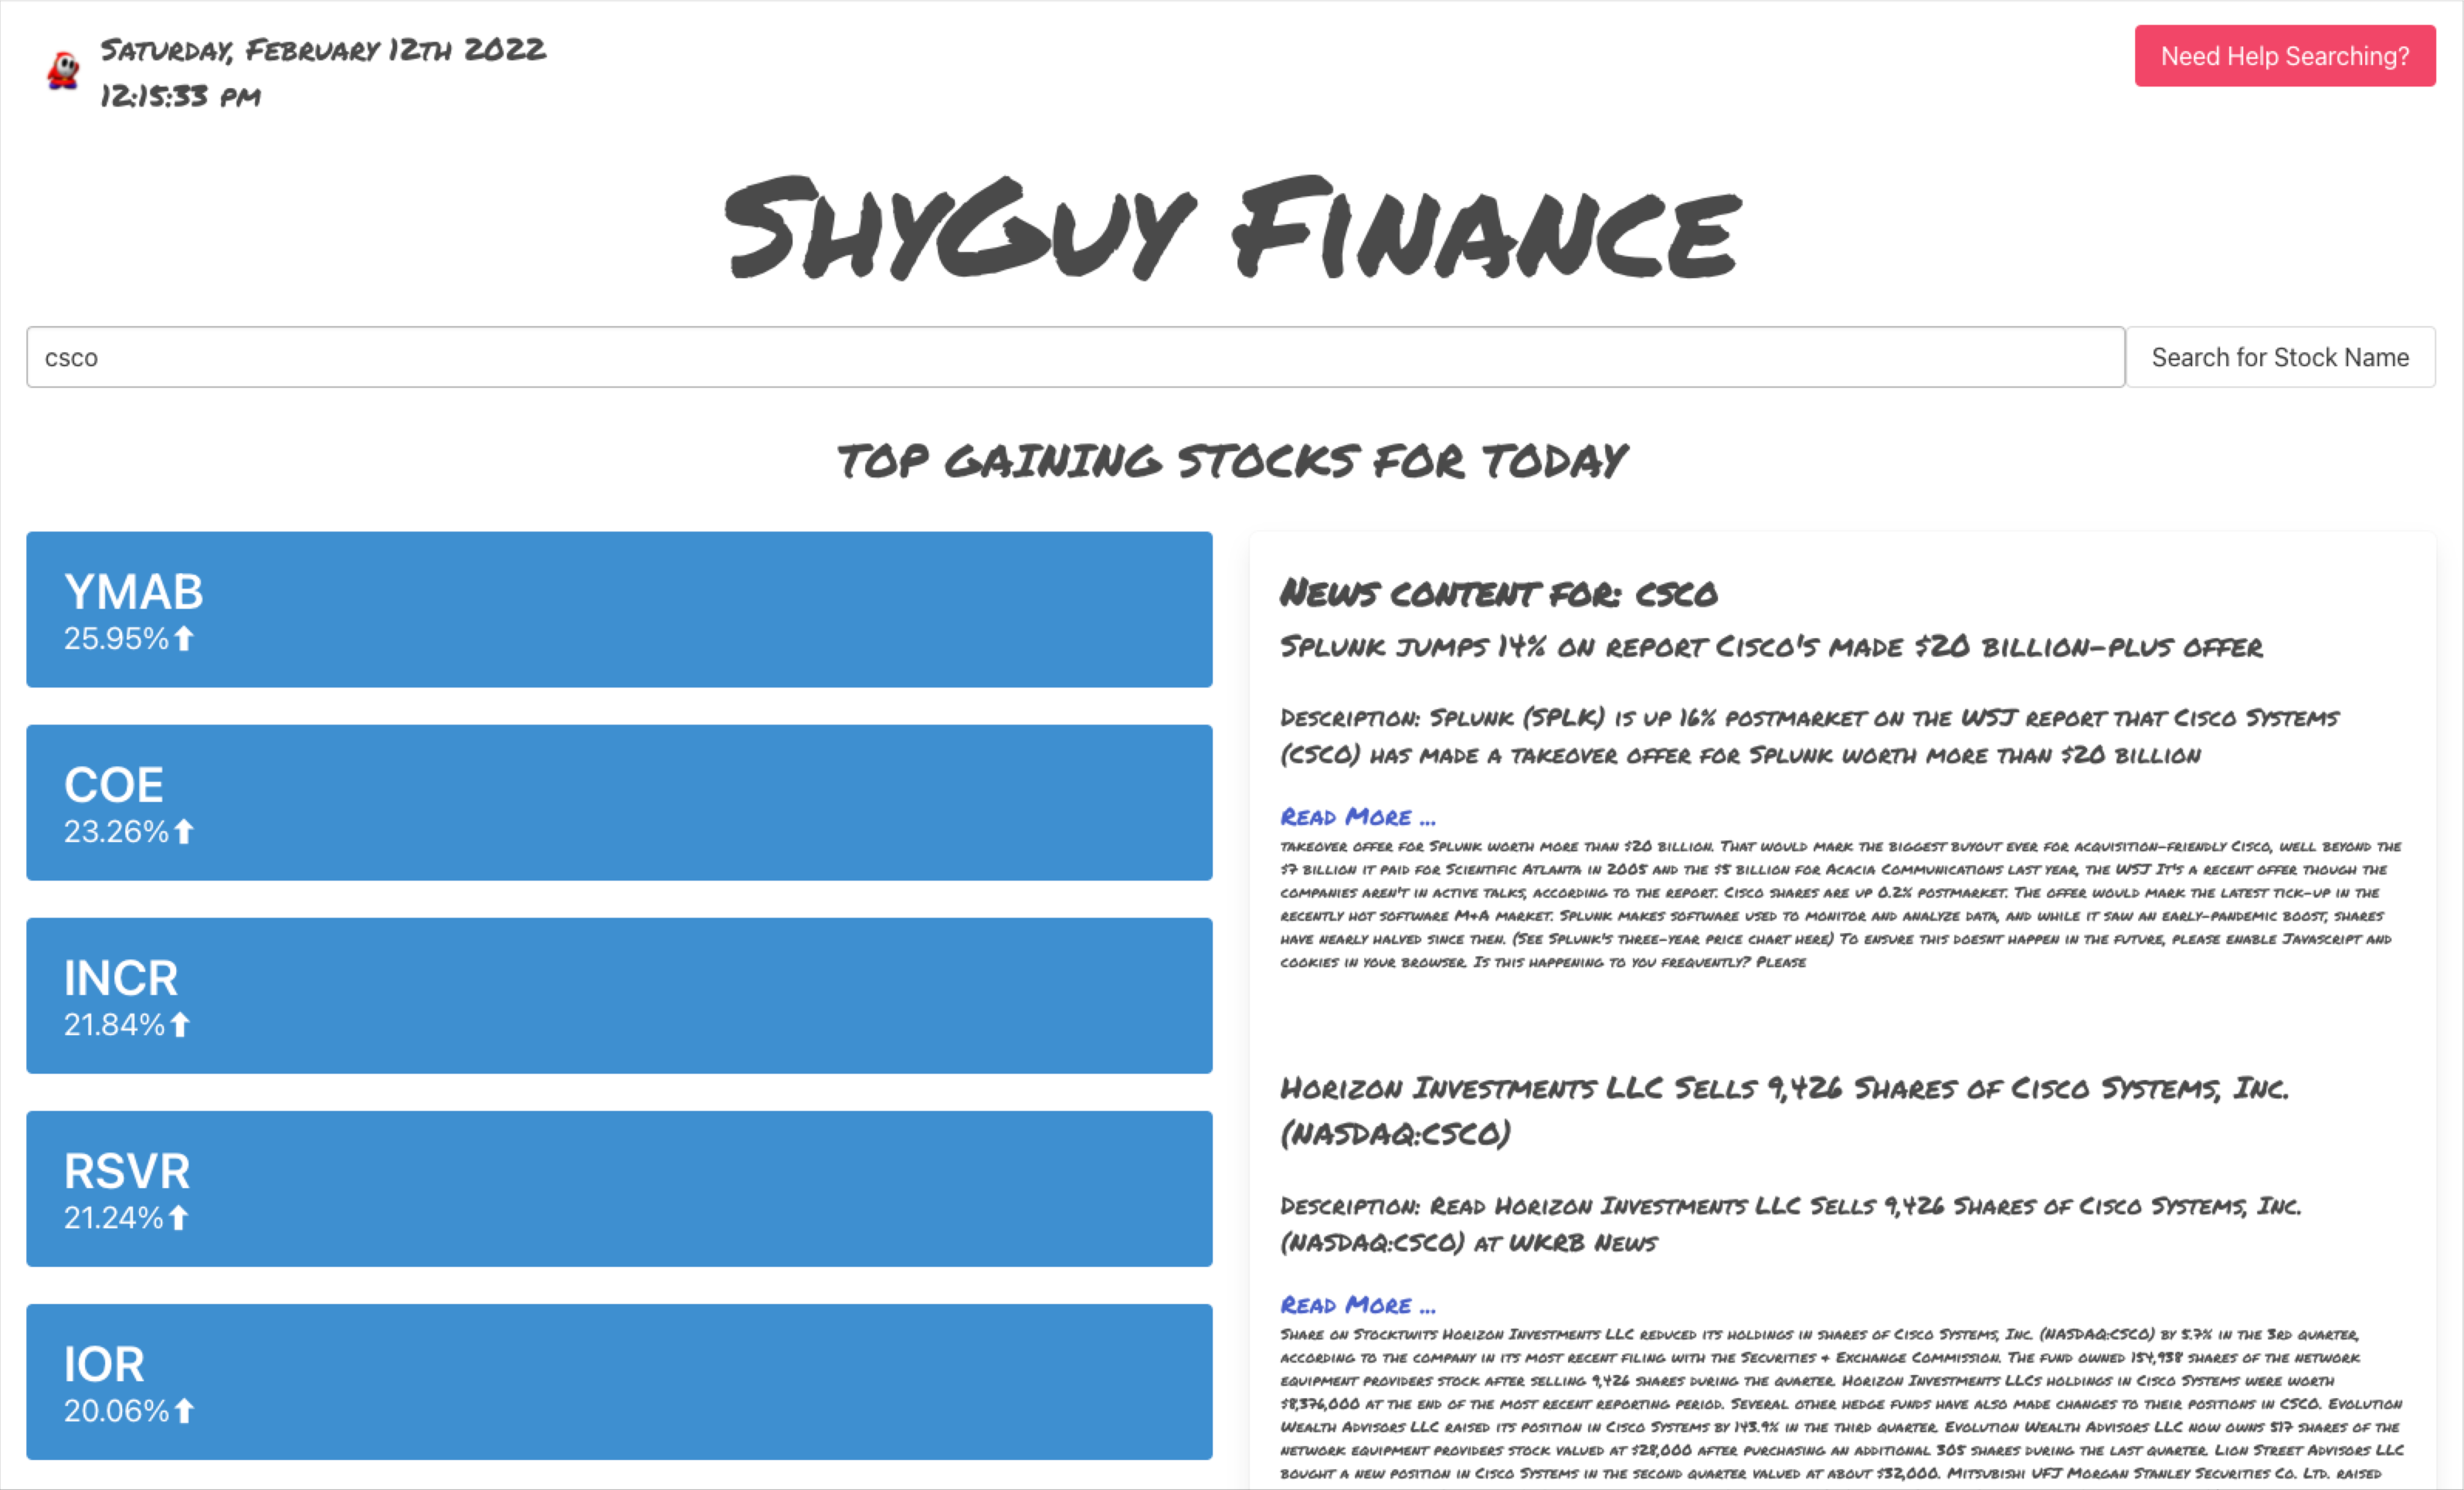 Saturday, February 12th 2022
12:15:33 pm
Need Help Searching?
ShyGuy Finance
csco
Search for Stock Name
TOP GAINING STOCKS FOR TODAY
YMAB
25.95%
COE
23.26%
INCR
21.84%
RSVR
21.24%
IOR
20.06%
News content for: csco
Splunk jumps 14% on report Cisco's made $20 billion-plus offer
Description: Splunk (SPLK) is up 16% postmarket on the WSJ report that Cisco Systems
(CSCO) has made a takeover offer for Splunk worth more than $20 billion
Read More ...
takeover offer for Splunk worth more than $20 billion. That would mark the biggest buyout ever for acquisition-friendly Cisco, well beyond the
$7 billion it paid for Scientific Atlanta in 2005 and the $5 billion for Acacia Communications last year, the WSJ It's a recent offer though the
companies aren't in active talks, according to the report. Cisco shares are up 0.2% postmarket. The offer would mark the latest tick-up in the
recently hot software M&A market. Splunk makes software used to monitor and analyze data, and while it saw an early-pandemic boost, shares
have nearly halved since then. (See Splunk's three-year price chart here) To ensure this doesnt happen in the future, please enable Javascript and
cookies in your browser. Is this happening to you frequently? Please
Horizon Investments LLC Sells 9,426 Shares of Cisco Systems, Inc.
(NASDAQ:CSCO)
Description: Read Horizon Investments LLC Sells 9,426 Shares of Cisco Systems, Inc.
(NASDAQ:CSCO) at WKRB News
Read More ...
Share on StockTwits Horizon Investments LLC reduced its holdings in shares of Cisco Systems, Inc. (NASDAQ:CSCO) by 5.7% in the 3rd quarter,
according to the company in its most recent filing with the Securities & Exchange Commission. The fund owned 154,938 shares of the network
equipment providers stock after selling 9,426 shares during the quarter. Horizon Investments LLCs holdings in Cisco Systems were worth
$8,376,000 at the end of the most recent reporting period. Several other hedge funds have also made changes to their positions in CSCO. Evolution
Wealth Advisors LLC raised its position in Cisco Systems by 143.9% in the third quarter. Evolution Wealth Advisors LLC now owns 517 shares of the
network equipment providers stock valued at $28,000 after purchasing an additional 305 shares during the last quarter. Lion Street Advisors LLC
bought a new position in Cisco Systems in the second quarter valued at about $32,000. Mitsubishi UFJ Morgan Stanley Securities Co. Ltd. raised